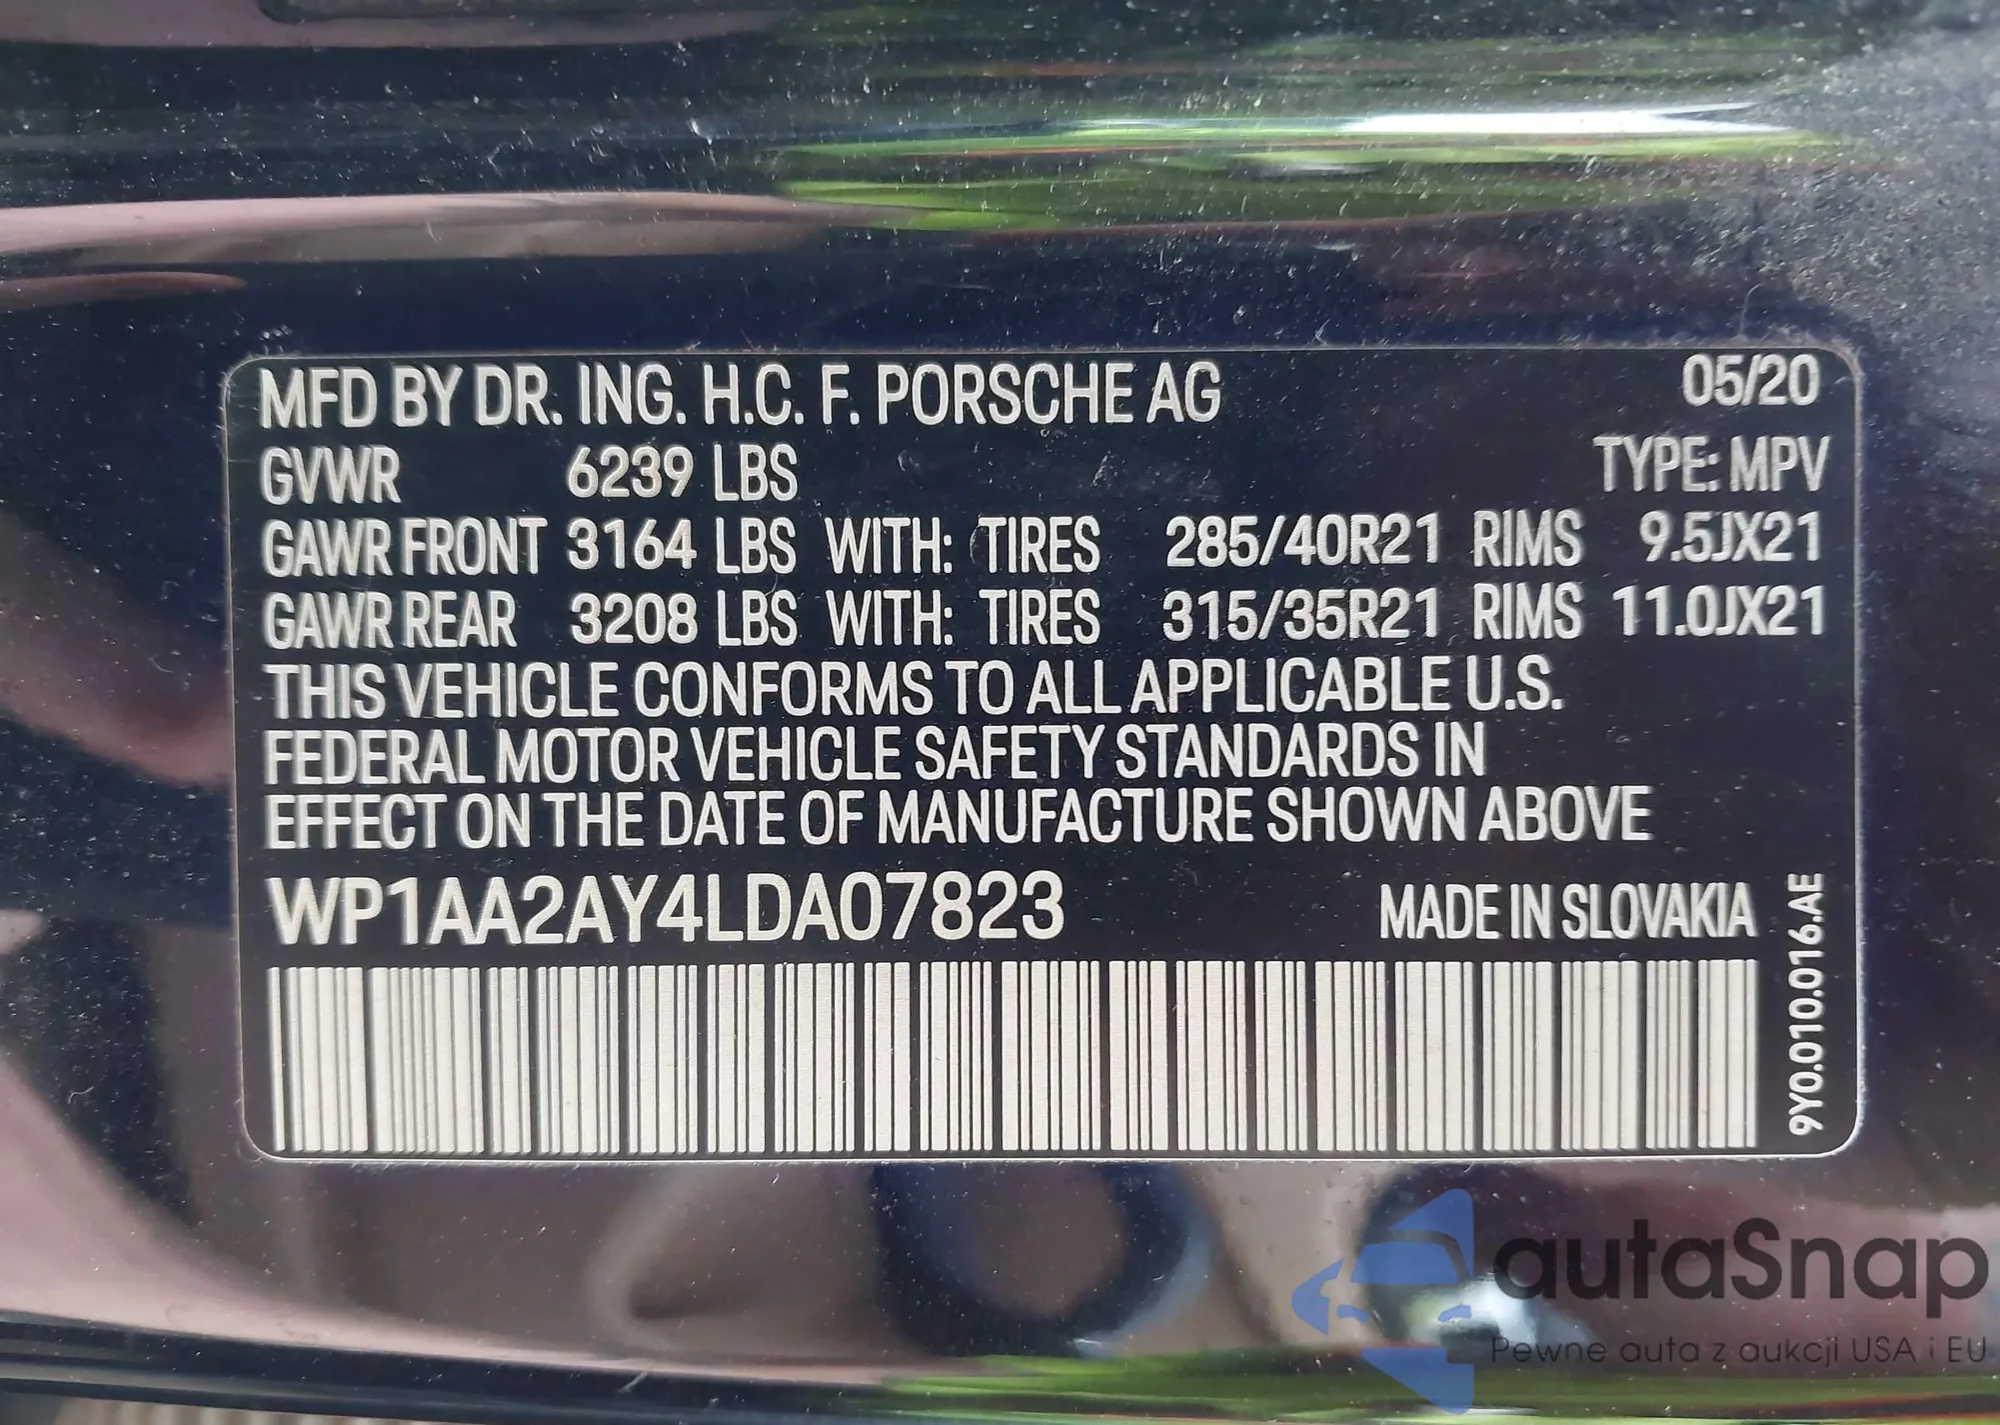 MFD BY DR. ING. H.C. F. PORSCHE AG 05/20
GVWR 6239 LBS TYPE: MPV
GAWR FRONT 3164 LBS WITH: TIRES 285/40R21 RIMS 9.5JX21
GAWR REAR 3208 LBS WITH: TIRES 315/35R21 RIMS 11.0JX21
THIS VEHICLE CONFORMS TO ALL APPLICABLE U.S.
FEDERAL MOTOR VEHICLE SAFETY STANDARDS IN
EFFECT ON THE DATE OF MANUFACTURE SHOWN ABOVE
WP1AA2AY4LDA07823 MADE IN SLOVAKIA
9Y0.010.016.AE
autaSnap
Pewne auta z aukcji USA i EU